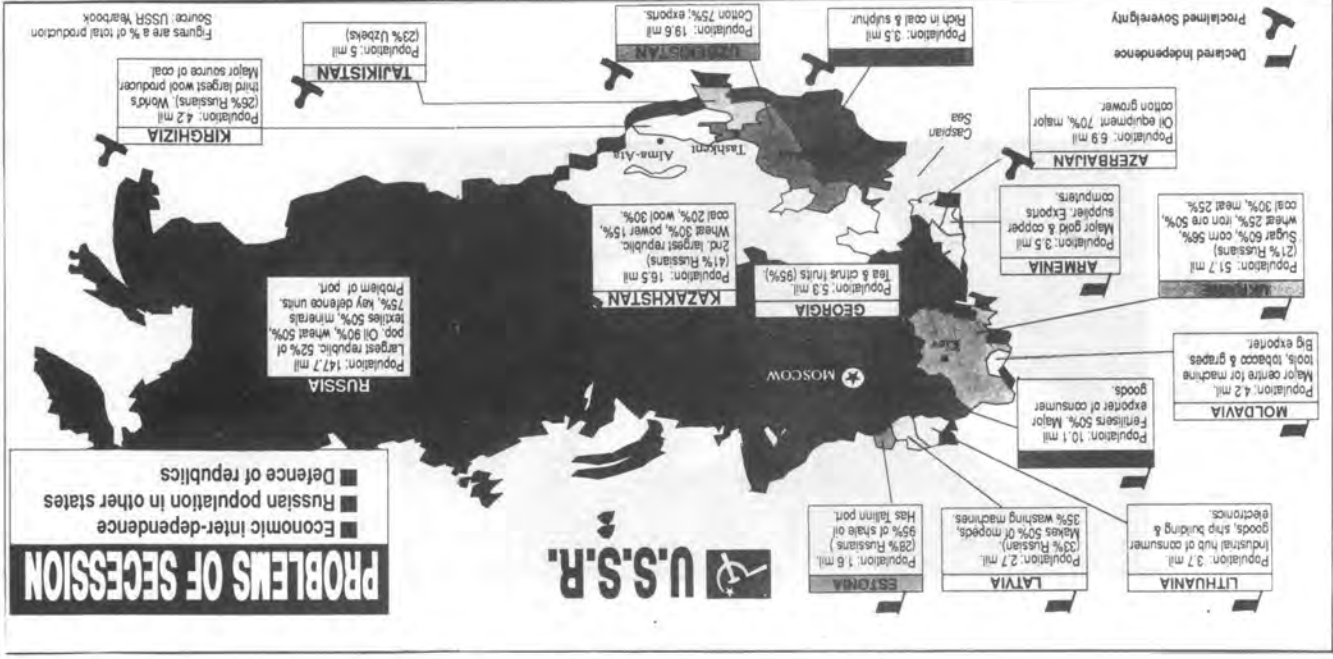 U.S.S.R.
PROBLEMS OF SECESSION
Economic inter-dependence
Russian population in other states
Defence of republics
LITHUANIA
Population: 3.7 mil.
Industrial hub of consumer
goods, ship building &
electronics.
LATVIA
Population: 2.7 mil.
(33% Russian).
Makes 50% of mopeds,
35% washing machines.
ESTONIA
Population: 1.6 mil.
(28% Russians )
95% of shale oil
Has Tallinn port.
Population: 10.1 mil
Fertilisers 50%. Major
exporter of consumer
goods.
MOLDAVIA
Population: 4.2 mil.
Major centre for machine
tools, tobacco & grapes.
Big exporter.
MOSCOW
Kiev
RUSSIA
Population: 147.7 mil
Largest republic. 52% of
pop. Oil 90%, wheat 50%,
textiles 50%, minerals
75%, key defence units.
Problem of port.
UKRAINE
Population: 51.7 mil
(21% Russians)
Sugar 60%, corn 56%,
wheat 25%, iron ore 50%,
coal 30%, meat 25%.
GEORGIA
Population: 5.3 mil.
Tea & citrus fruits (95%).
KAZAKHSTAN
Population: 16.5 mil
(41% Russians)
2nd. largest republic.
Wheat 30%, power 15%,
coal 20%, wool 30%.
ARMENIA
Population: 3.5 mil
Major gold & copper
supplier. Exports
computers.
AZERBAIJAN
Population: 6.9 mil
Oil equipment 70%, major
cotton grower.
Caspian
Sea
Tashkent
Alma-Ata
KIRGHIZIA
Population: 4.2 mil
(26% Russians). World's
third largest wool producer
Major of source of coal.
TAJIKISTAN
Population: 5 mil
(23% Uzbeks)
UZBEKISTAN
Population: 19.6 mil
Cotton 75%; exports.
Population: 3.5 mil
Rich in coal & sulphur.
Declared Independence
Proclaimed Sovereignty
Figures are a % of total production
Source: USSR Yearbook